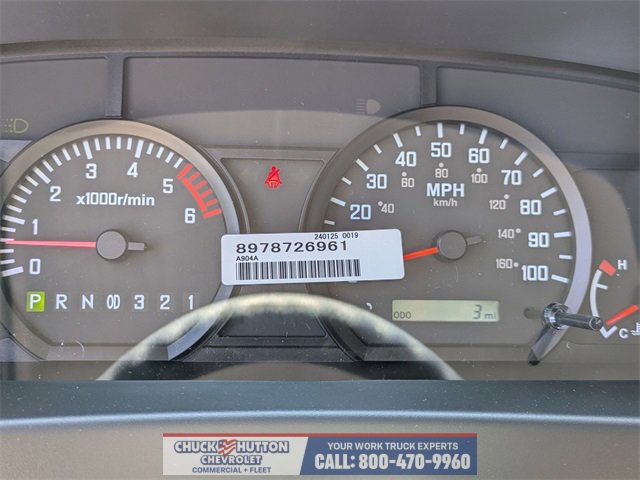 0 1 2 3 4 5 6
x1000r/min
P R N OD 3 2 1
20 30 40 50 60 70 80 90 100
40 60 80 100 120 140 160
MPH
km/h
240125 0019
8978726961
A904A
ODO 3 mi
H
C
CHUCK HUTTON
CHEVROLET
COMMERCIAL + FLEET
YOUR WORK TRUCK EXPERTS
CALL: 800-470-9960